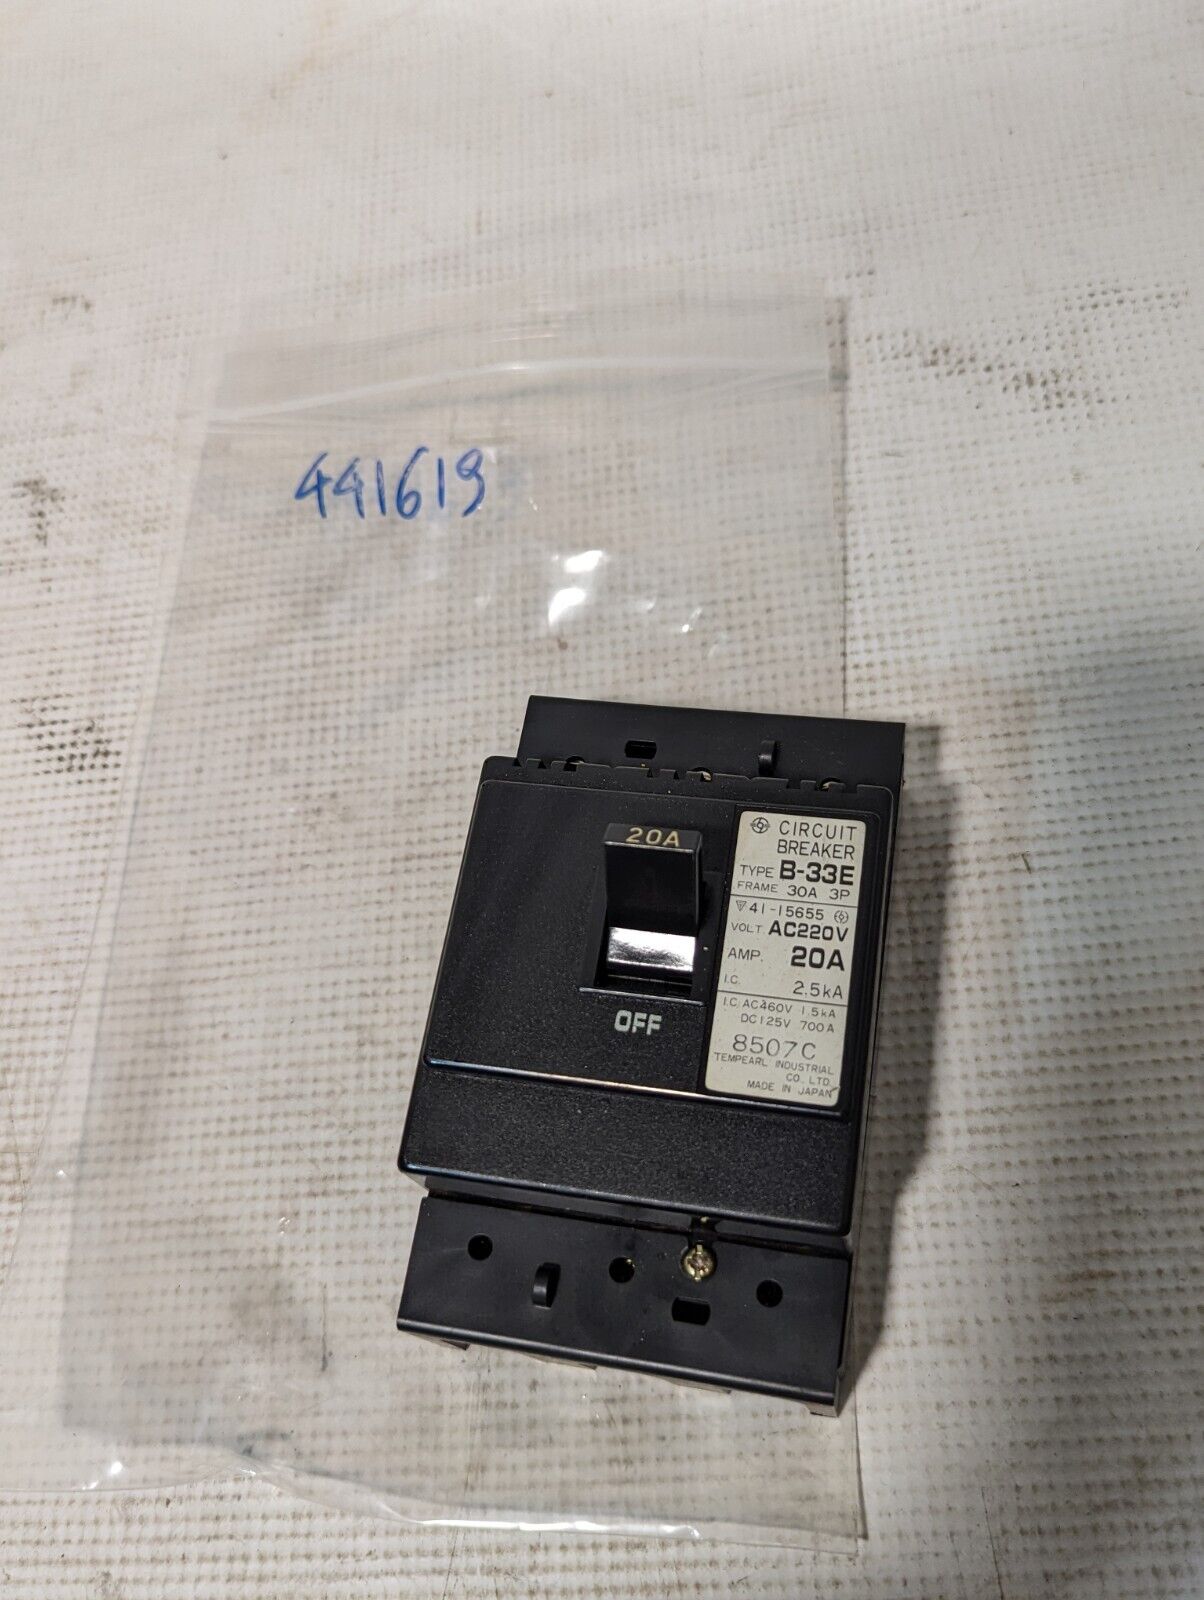 441619
20A
OFF
CIRCUIT
BREAKER
TYPE B-33E
FRAME 30A 3P
41-15655
VOLT. AC220V
AMP. 20A
I.C. 2.5kA
I.C. AC460V 1.5kA
DC125V 700A
8507C
TEMPEARL INDUSTRIAL
CO. LTD.
MADE IN JAPAN